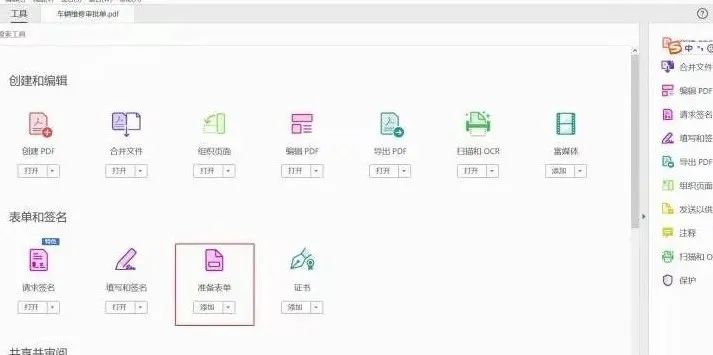 工具
车辆维修审批单.pdf
搜索工具
创建和编辑
创建 PDF
合并文件
组织页面
编辑 PDF
导出 PDF
扫描和 OCR
富媒体
打开
打开
打开
打开
打开
打开
添加
表单和签名
请求签名
填写和签名
准备表单
证书
打开
打开
添加
添加
共享并审阅
中
合并文件
编辑 PDF
请求签名
填写和签
导出 PDF
组织页面
发送以供
注释
扫描和 O
保护